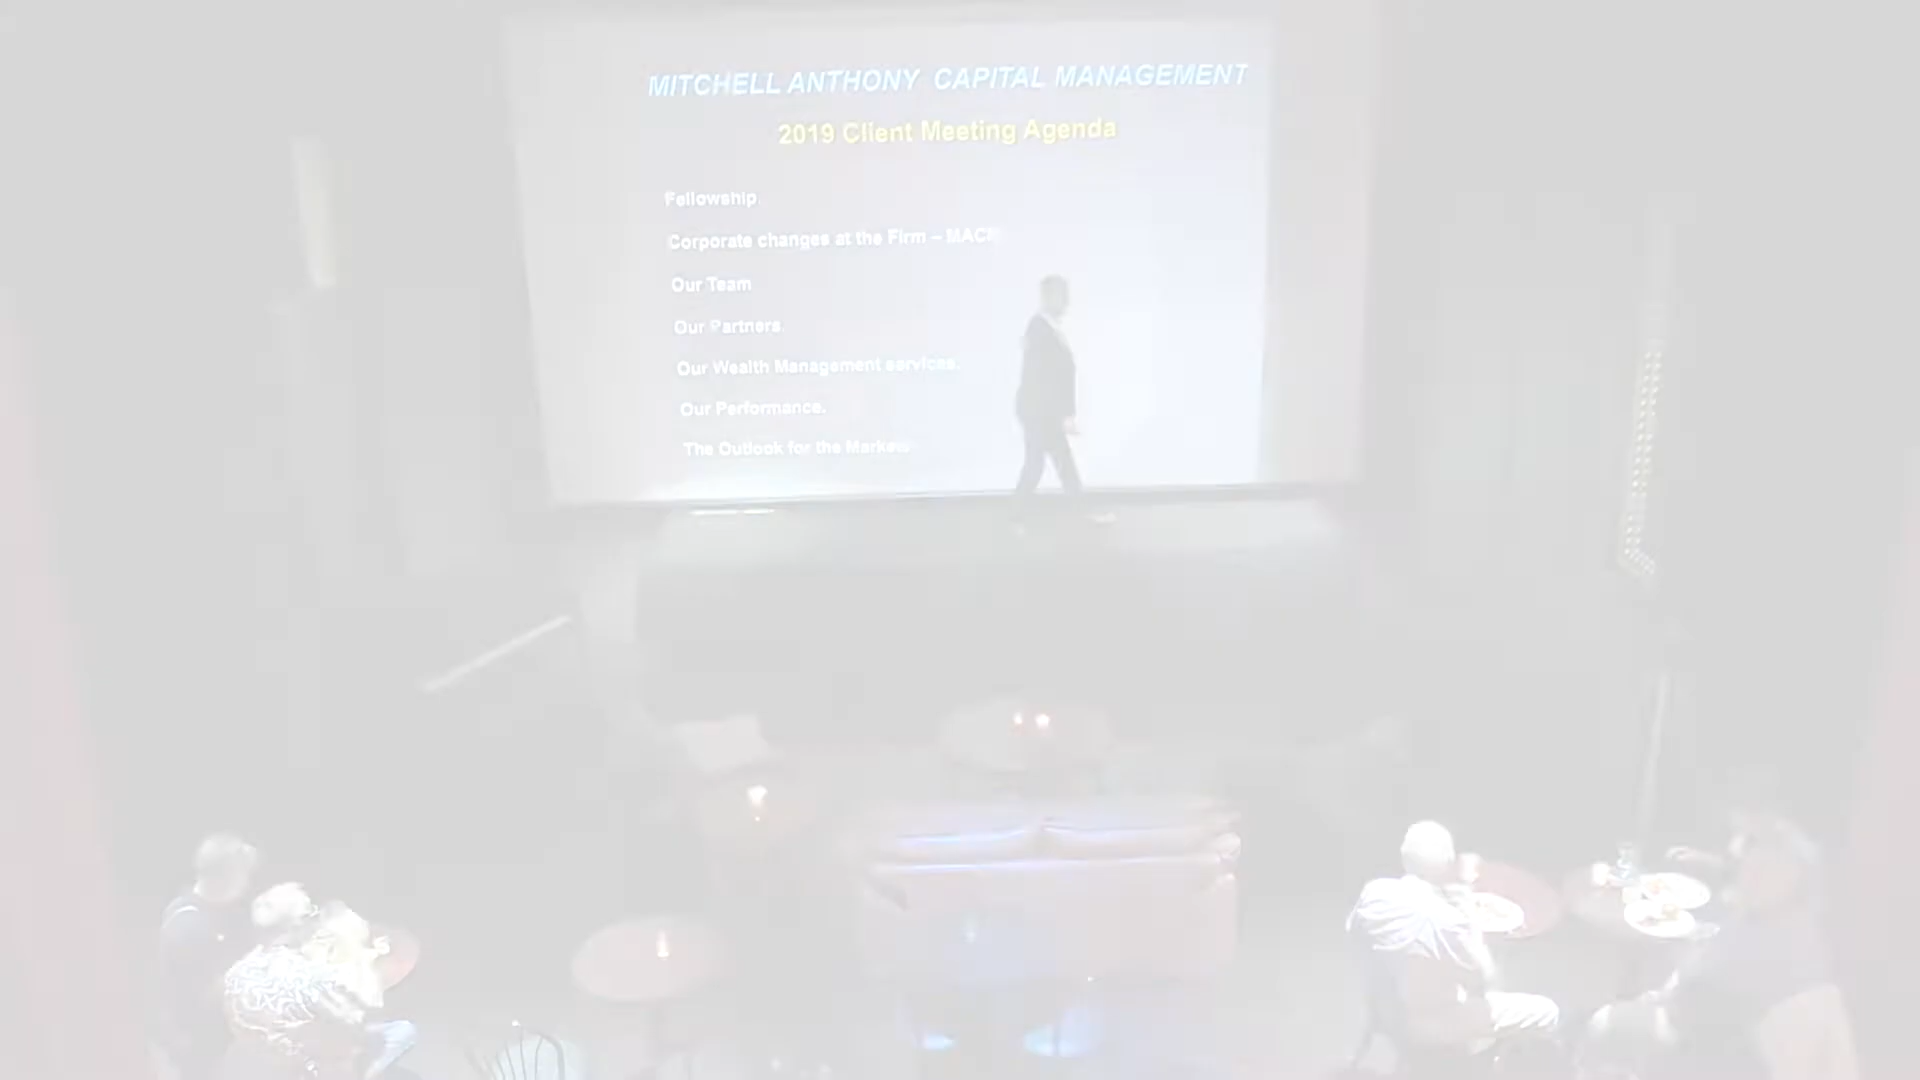 MITCHELL ANTHONY CAPITAL MANAGEMENT
2019 Client Meeting Agenda
Fellowship.
Corporate changes at the Firm –
Our Team
Our Partners.
Our Wealth Management services.
Our Performance.
The Outlook for the Markets